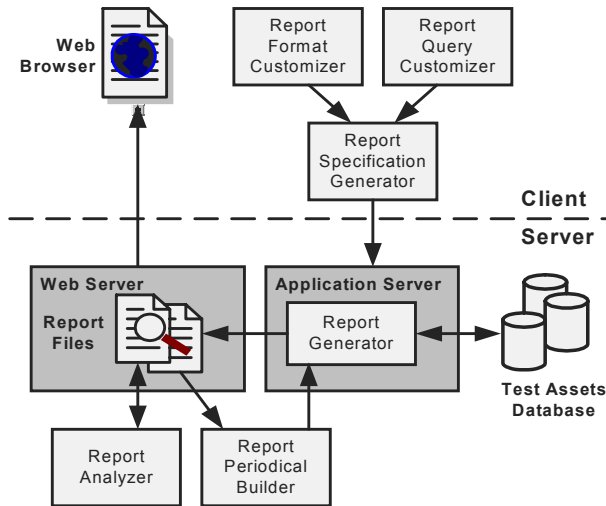 Web
Browser
Report
Format
Customizer
Report
Query
Customizer
Report
Specification
Generator
Client
Server
Web Server
Report
Files
Application Server
Report
Generator
Test Assets
Database
Report
Analyzer
Report
Periodical
Builder